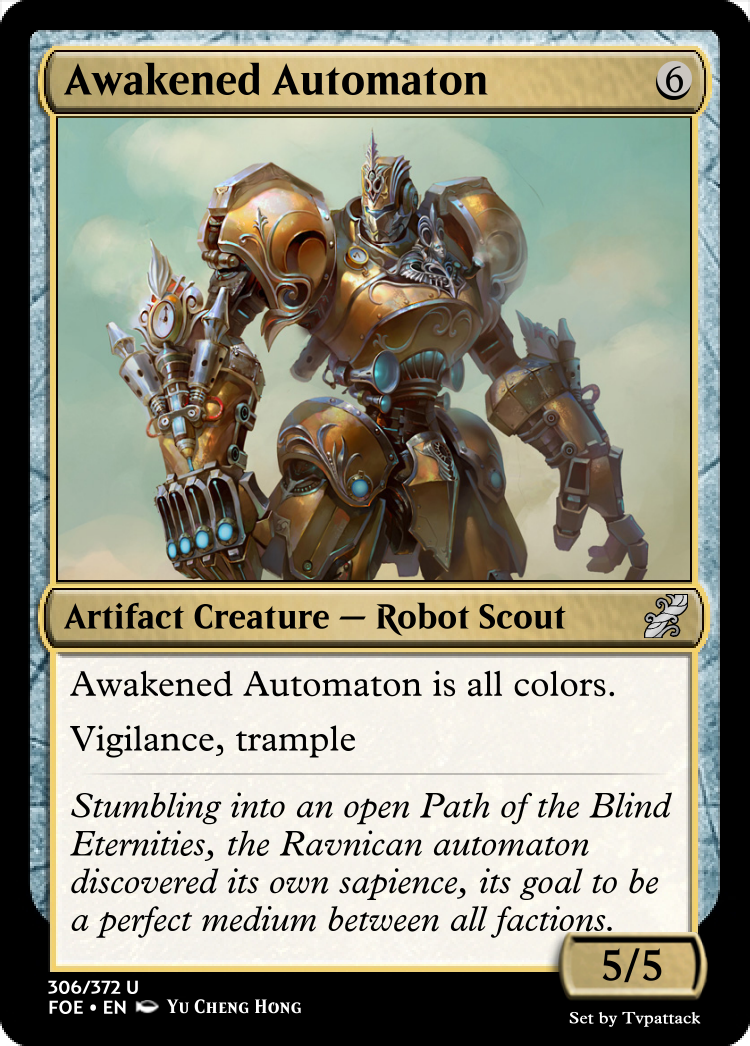 Awakened Automaton 6
Artifact Creature — Robot Scout
Awakened Automaton is all colors.
Vigilance, trample
Stumbling into an open Path of the Blind
Eternities, the Ravnican automaton
discovered its own sapience, its goal to be
a perfect medium between all factions.
5/5
306/372 U
FOE • EN Yu Cheng Hong
Set by Tvpattack